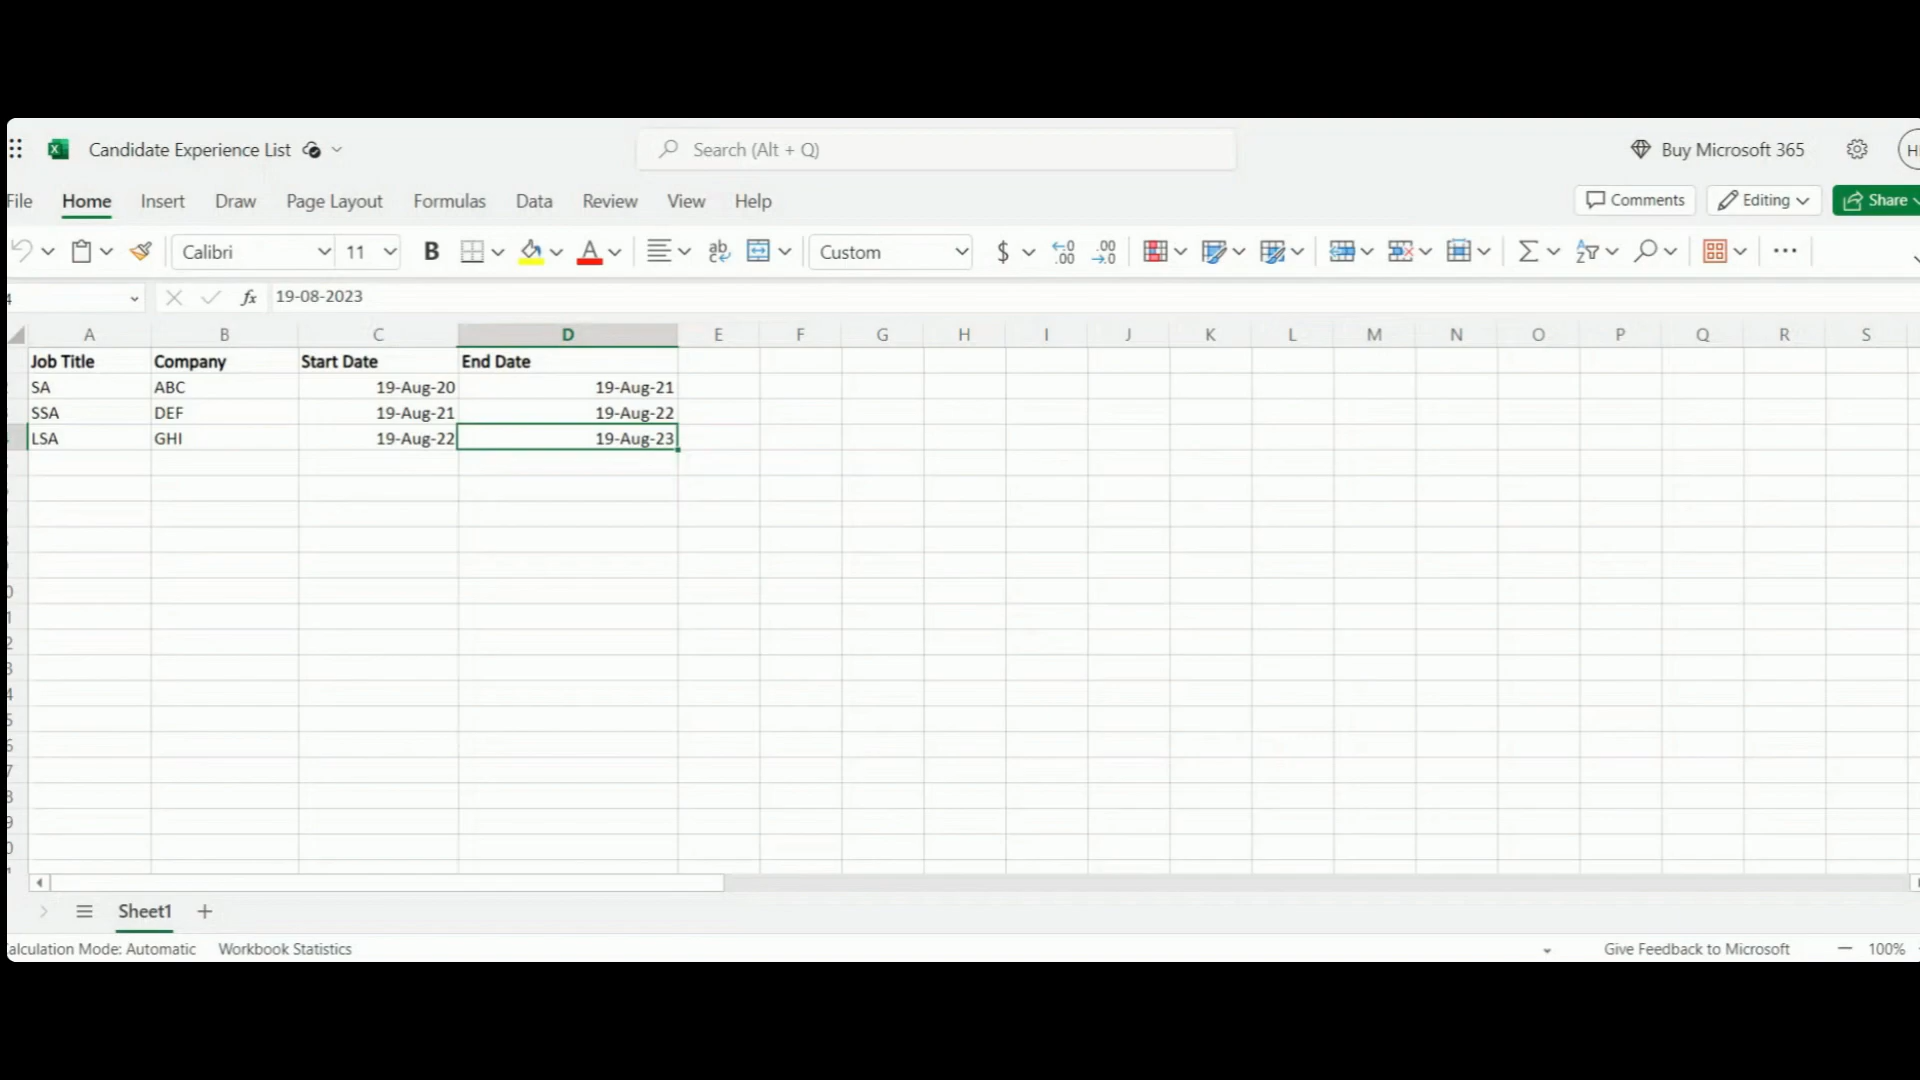 Candidate Experience List
Search (Alt + Q)
Buy Microsoft 365
File Home Insert Draw Page Layout Formulas Data Review View Help
Comments Editing Share
Calibri 11 B A ab c Custom $ .00 .00
fx 19-08-2023
A B C D E F G H I J K L M N O P Q R S
Job Title Company Start Date End Date
SA ABC 19-Aug-20 19-Aug-21
SSA DEF 19-Aug-21 19-Aug-22
LSA GHI 19-Aug-22 19-Aug-23
Sheet1
alculation Mode: Automatic Workbook Statistics
Give Feedback to Microsoft 100%